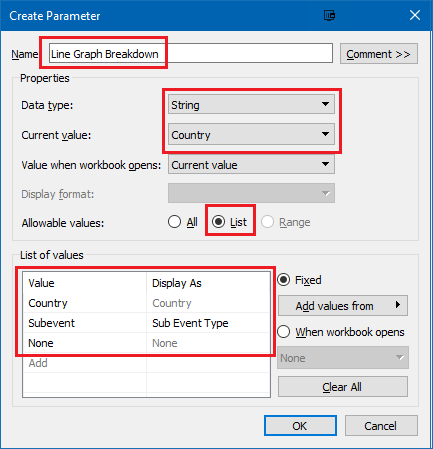 Create Parameter
Name: Line Graph Breakdown Comment >>
Properties
Data type: String
Current value: Country
Value when workbook opens: Current value
Display format:
Allowable values: All List Range
List of values
Value Display As
Country Country
Subevent Sub Event Type
None None
Add
Fixed
Add values from
When workbook opens
None
Clear All
OK Cancel